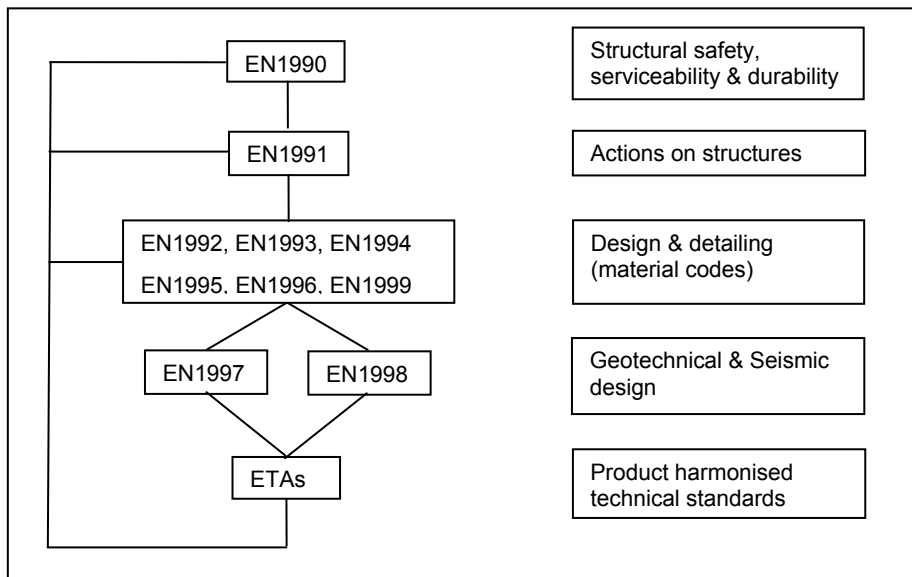 EN1990
Structural safety,
serviceability & durability
EN1991
Actions on structures
EN1992, EN1993, EN1994
EN1995, EN1996, EN1999
Design & detailing
(material codes)
EN1997
EN1998
Geotechnical & Seismic
design
ETAs
Product harmonised
technical standards